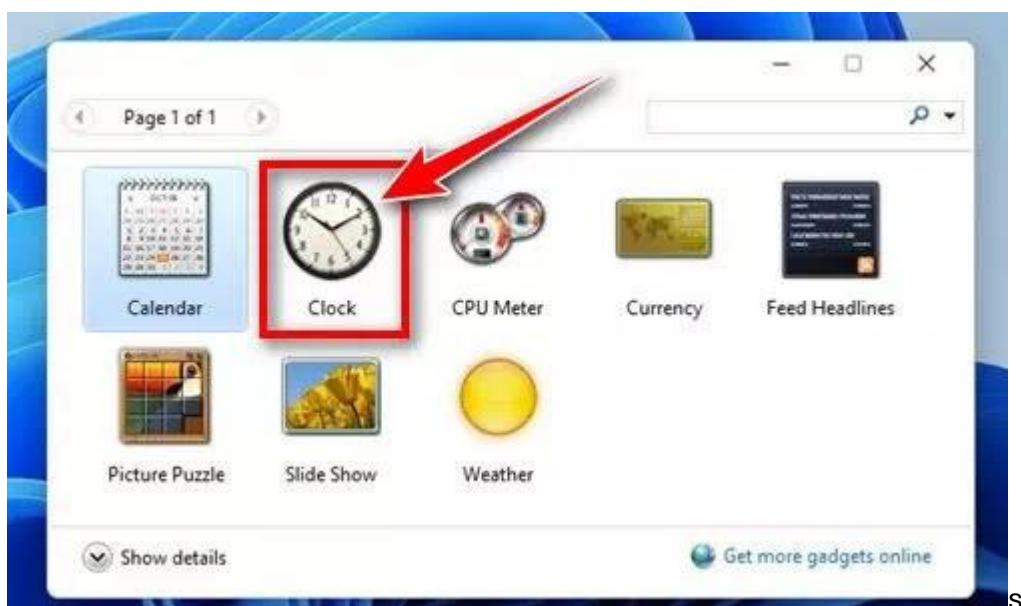 Page 1 of 1
Calendar
Clock
CPU Meter
Currency
Feed Headlines
Picture Puzzle
Slide Show
Weather
Show details
Get more gadgets online
s